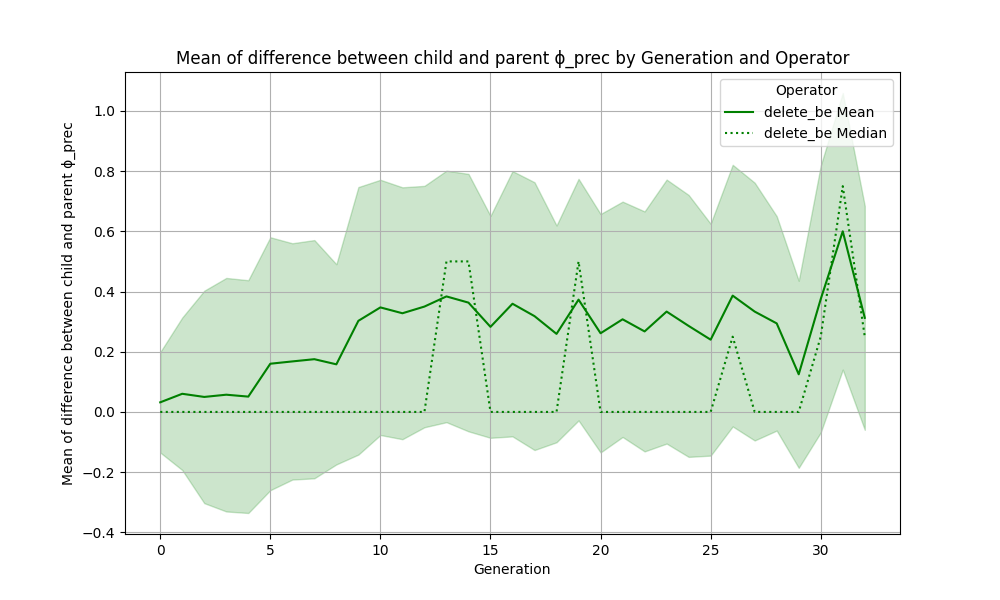 Mean of difference between child and parent ϕ_prec by Generation and Operator
Mean of difference between child and parent ϕ_prec
1.0
0.8
0.6
0.4
0.2
0.0
−0.2
−0.4
Operator
delete_be Mean
delete_be Median
0 5 10 15 20 25 30
Generation